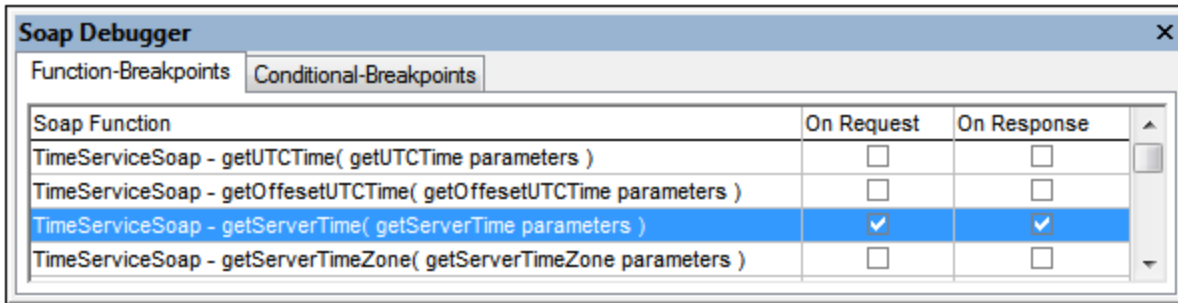 Soap Debugger
Function-Breakpoints Conditional-Breakpoints
Soap Function On Request On Response
TimeServiceSoap - getUTCTime( getUTCTime parameters )
TimeServiceSoap - getOffesetUTCTime( getOffesetUTCTime parameters )
TimeServiceSoap - getServerTime( getServerTime parameters )
TimeServiceSoap - getServerTimeZone( getServerTimeZone parameters )